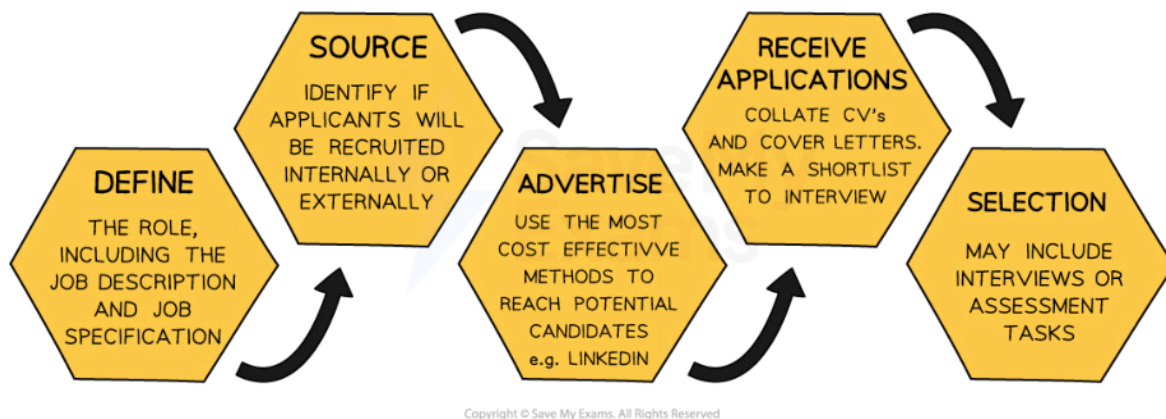 DEFINE
THE ROLE,
INCLUDING THE
JOB DESCRIPTION
AND JOB
SPECIFICATION
SOURCE
IDENTIFY IF
APPLICANTS WILL
BE RECRUITED
INTERNALLY OR
EXTERNALLY
ADVERTISE
USE THE MOST
COST EFFECTIVVE
METHODS TO
REACH POTENTIAL
CANDIDATES
e.g. LINKEDIN
RECEIVE
APPLICATIONS
COLLATE CV's
AND COVER LETTERS.
MAKE A SHORTLIST
TO INTERVIEW
SELECTION
MAY INCLUDE
INTERVIEWS OR
ASSESSMENT
TASKS
Save My
Exams
Copyright © Save My Exams. All Rights Reserved